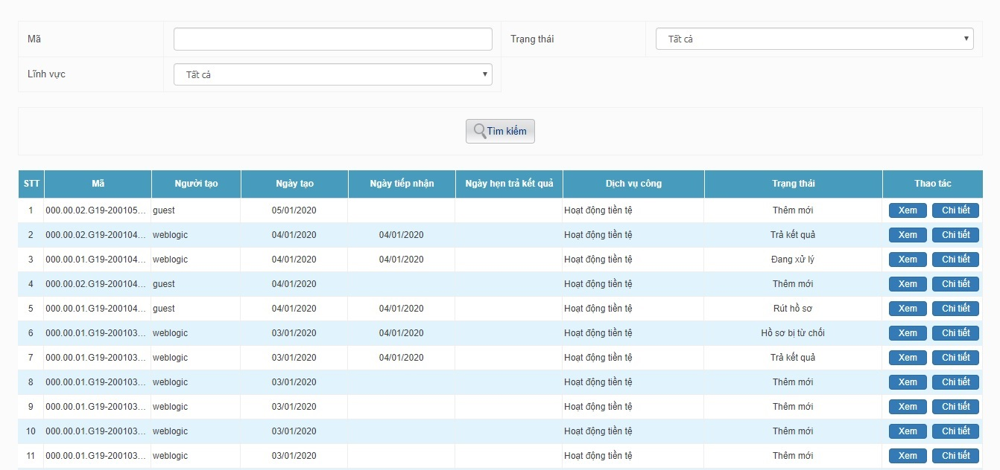 Mã Trạng thái Tất cả
Lĩnh vực Tất cả
Tìm kiếm
STT Mã Người tạo Ngày tạo Ngày tiếp nhận Ngày hẹn trả kết quả Dịch vụ công Trạng thái Thao tác
1 000.00.02.G19-200105... guest 05/01/2020 Hoạt động tiền tệ Thêm mới Xem Chi tiết
2 000.00.02.G19-200104... weblogic 04/01/2020 04/01/2020 Hoạt động tiền tệ Trả kết quả Xem Chi tiết
3 000.00.01.G19-200104... weblogic 04/01/2020 04/01/2020 Hoạt động tiền tệ Đang xử lý Xem Chi tiết
4 000.00.02.G19-200104... guest 04/01/2020 Hoạt động tiền tệ Thêm mới Xem Chi tiết
5 000.00.01.G19-200104... guest 04/01/2020 04/01/2020 Hoạt động tiền tệ Rút hồ sơ Xem Chi tiết
6 000.00.01.G19-200103... weblogic 03/01/2020 04/01/2020 Hoạt động tiền tệ Hồ sơ bị từ chối Xem Chi tiết
7 000.00.01.G19-200103... weblogic 03/01/2020 04/01/2020 Hoạt động tiền tệ Trả kết quả Xem Chi tiết
8 000.00.01.G19-200103... weblogic 03/01/2020 Hoạt động tiền tệ Thêm mới Xem Chi tiết
9 000.00.01.G19-200103... weblogic 03/01/2020 Hoạt động tiền tệ Thêm mới Xem Chi tiết
10 000.00.01.G19-200103... weblogic 03/01/2020 Hoạt động tiền tệ Thêm mới Xem Chi tiết
11 000.00.01.G19-200103... weblogic 03/01/2020 Hoạt động tiền tệ Thêm mới Xem Chi tiết